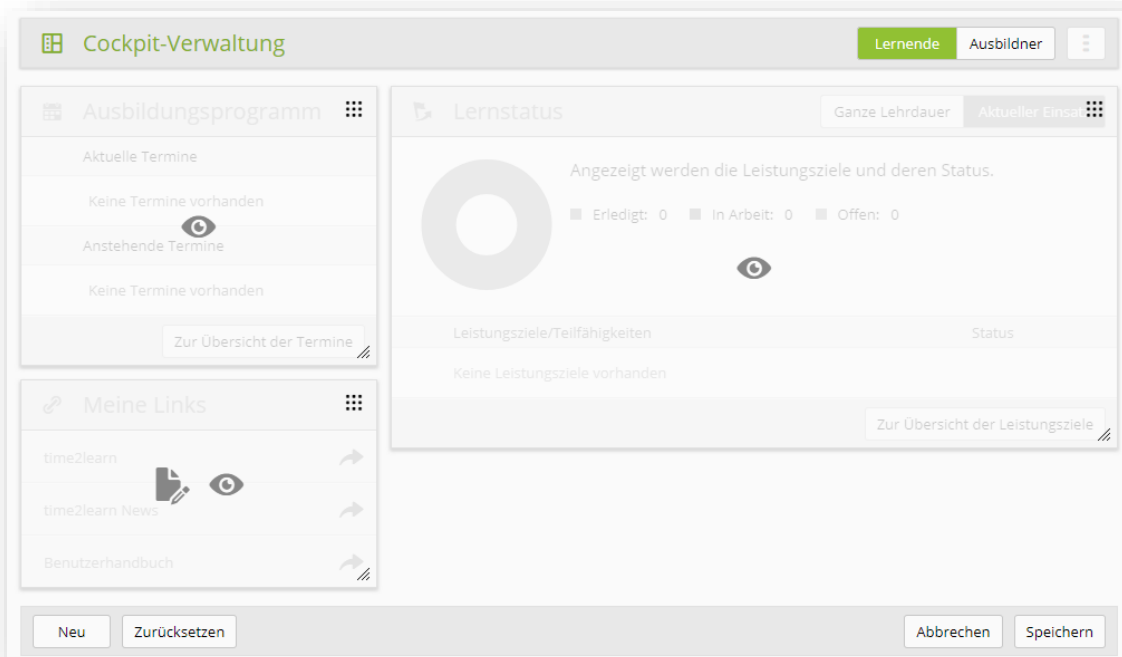 Cockpit-Verwaltung
Lernende
Ausbildner
Ausbildungsprogramm
Aktuelle Termine
Keine Termine vorhanden
Anstehende Termine
Keine Termine vorhanden
Zur Übersicht der Termine
Lernstatus
Ganze Lehrdauer
Aktueller Einsat
Angezeigt werden die Leistungsziele und deren Status.
Erledigt: 0 In Arbeit: 0 Offen: 0
Leistungsziele/Teilfähigkeiten Status
Keine Leistungsziele vorhanden
Zur Übersicht der Leistungsziele
Meine Links
time2learn
time2learn News
Benutzerhandbuch
Neu
Zurücksetzen
Abbrechen
Speichern